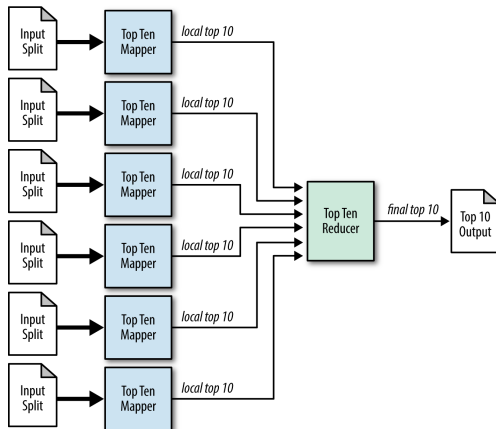 Input
Split
Top Ten
Mapper
local top 10
Input
Split
Top Ten
Mapper
local top 10
Input
Split
Top Ten
Mapper
local top 10
Input
Split
Top Ten
Mapper
local top 10
Input
Split
Top Ten
Mapper
local top 10
Input
Split
Top Ten
Mapper
local top 10
Top Ten
Reducer
final top 10
Top 10
Output